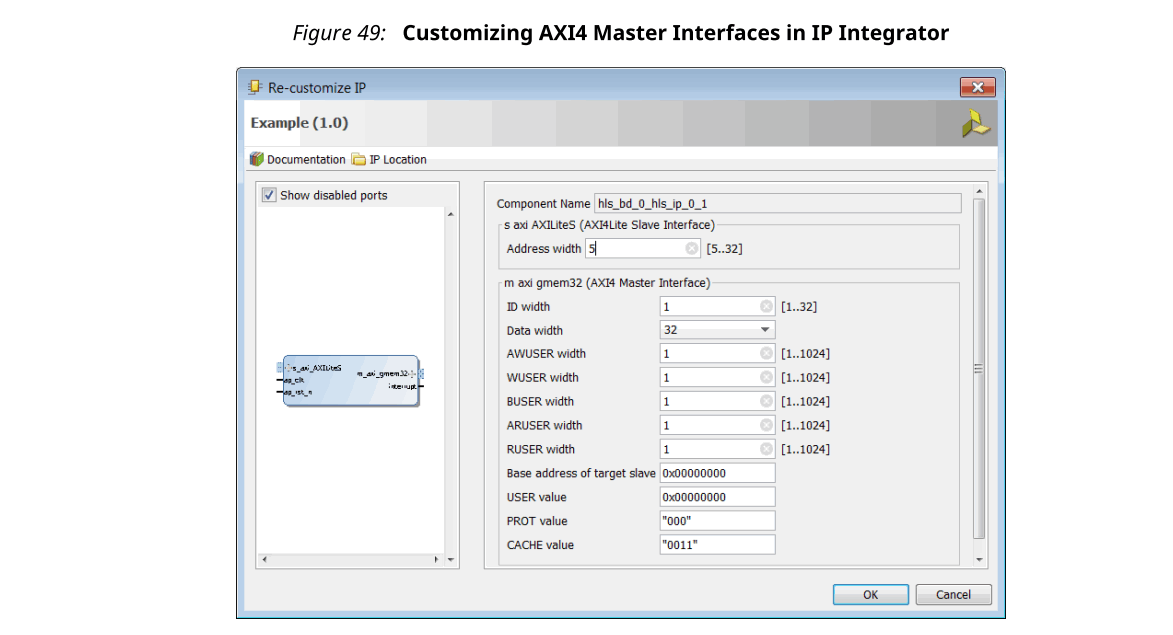 Figure 49: Customizing AXI4 Master Interfaces in IP Integrator
Re-customize IP
Example (1.0)
Documentation IP Location
Show disabled ports
s_axi_AXILiteS
ap_clk
ap_rst_n
m_axi_gmem32
interrupt
Component Name hls_bd_0_hls_ip_0_1
s axi AXILiteS (AXI4Lite Slave Interface)
Address width 5 [5..32]
m axi gmem32 (AXI4 Master Interface)
ID width 1 [1..32]
Data width 32
AWUSER width 1 [1..1024]
WUSER width 1 [1..1024]
BUSER width 1 [1..1024]
ARUSER width 1 [1..1024]
RUSER width 1 [1..1024]
Base address of target slave 0x00000000
USER value 0x00000000
PROT value "000"
CACHE value "0011"
OK Cancel